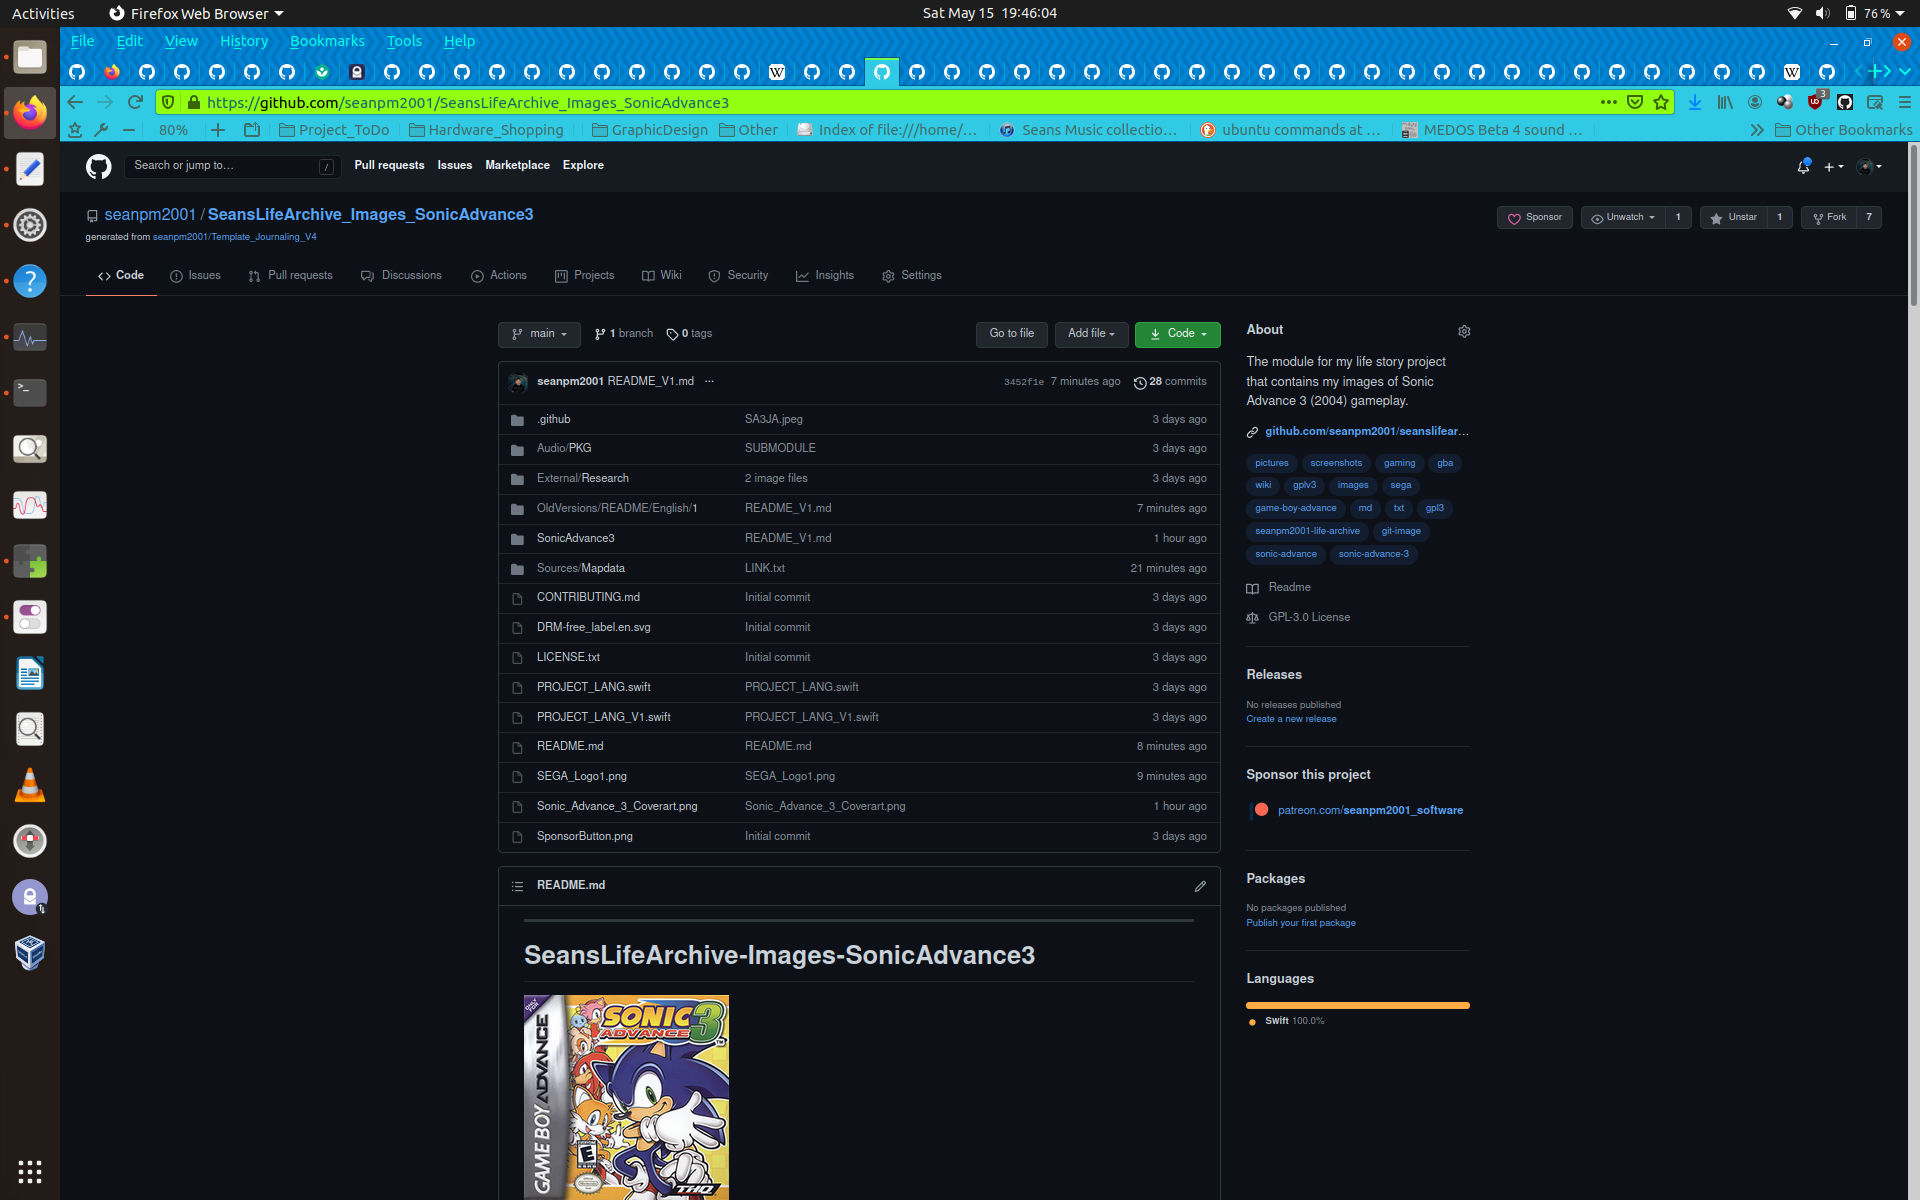 Activities Firefox Web Browser Sat May 15 19:46:04 76 %
File Edit View History Bookmarks Tools Help
https://github.com/seanpm2001/SeansLifeArchive_Images_SonicAdvance3 3
80% Project_ToDo Hardware_Shopping GraphicDesign Other Index of file:///home/... Seans Music collectio... ubuntu commands at ... MEDOS Beta 4 sound ... Other Bookmarks
Search or jump to... / Pull requests Issues Marketplace Explore
seanpm2001 / SeansLifeArchive_Images_SonicAdvance3 Sponsor Unwatch 1 Unstar 1 Fork 7
generated from seanpm2001/Template_Journaling_V4
Code Issues Pull requests Discussions Actions Projects Wiki Security Insights Settings
main 1 branch 0 tags Go to file Add file Code
seanpm2001 README_V1.md ... 3452f1e 7 minutes ago 28 commits
.github SA3JA.jpeg 3 days ago
Audio/PKG SUBMODULE 3 days ago
External/Research 2 image files 3 days ago
OldVersions/README/English/1 README_V1.md 7 minutes ago
SonicAdvance3 README_V1.md 1 hour ago
Sources/Mapdata LINK.txt 21 minutes ago
CONTRIBUTING.md Initial commit 3 days ago
DRM-free_label.en.svg Initial commit 3 days ago
LICENSE.txt Initial commit 3 days ago
PROJECT_LANG.swift PROJECT_LANG.swift 3 days ago
PROJECT_LANG_V1.swift PROJECT_LANG_V1.swift 3 days ago
README.md README.md 8 minutes ago
SEGA_Logo1.png SEGA_Logo1.png 9 minutes ago
Sonic_Advance_3_Coverart.png Sonic_Advance_3_Coverart.png 1 hour ago
SponsorButton.png Initial commit 3 days ago
README.md
SeansLifeArchive-Images-SonicAdvance3
ONLY FOR
GAME BOY ADVANCE
SONIC 3
ADVANCE
TM
E
THQ
About
The module for my life story project
that contains my images of Sonic
Advance 3 (2004) gameplay.
github.com/seanpm2001/seanslifear...
pictures screenshots gaming gba
wiki gplv3 images sega
game-boy-advance md txt gpl3
seanpm2001-life-archive git-image
sonic-advance sonic-advance-3
Readme
GPL-3.0 License
Releases
No releases published
Create a new release
Sponsor this project
patreon.com/seanpm2001_software
Packages
No packages published
Publish your first package
Languages
Swift 100.0%